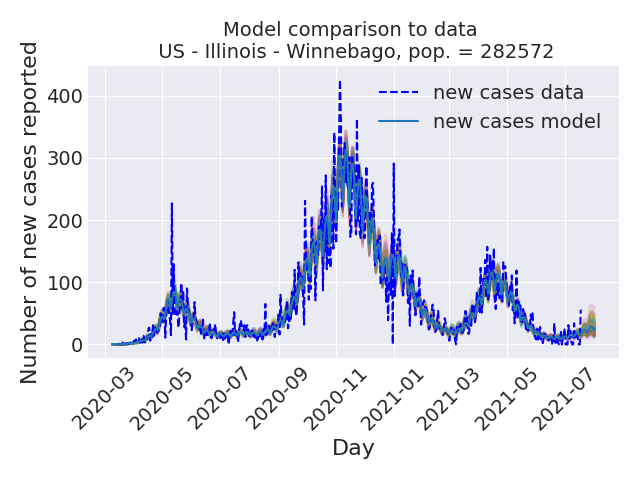 Model comparison to data
US - Illinois - Winnebago, pop. = 282572
Number of new cases reported
400
300
200
100
0
new cases data
new cases model
2020-03
2020-05
2020-07
2020-09
2020-11
2021-01
2021-03
2021-05
2021-07
Day